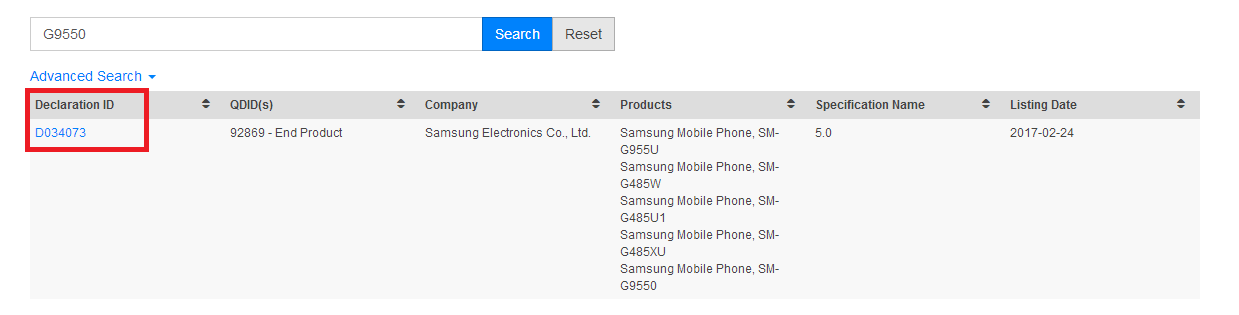 G9550 Search Reset
Advanced Search
Declaration ID QDID(s) Company Products Specification Name Listing Date
D034073 92869 - End Product Samsung Electronics Co., Ltd. Samsung Mobile Phone, SM- 5.0 2017-02-24
G955U
Samsung Mobile Phone, SM-
G485W
Samsung Mobile Phone, SM-
G485U1
Samsung Mobile Phone, SM-
G485XU
Samsung Mobile Phone, SM-
G9550